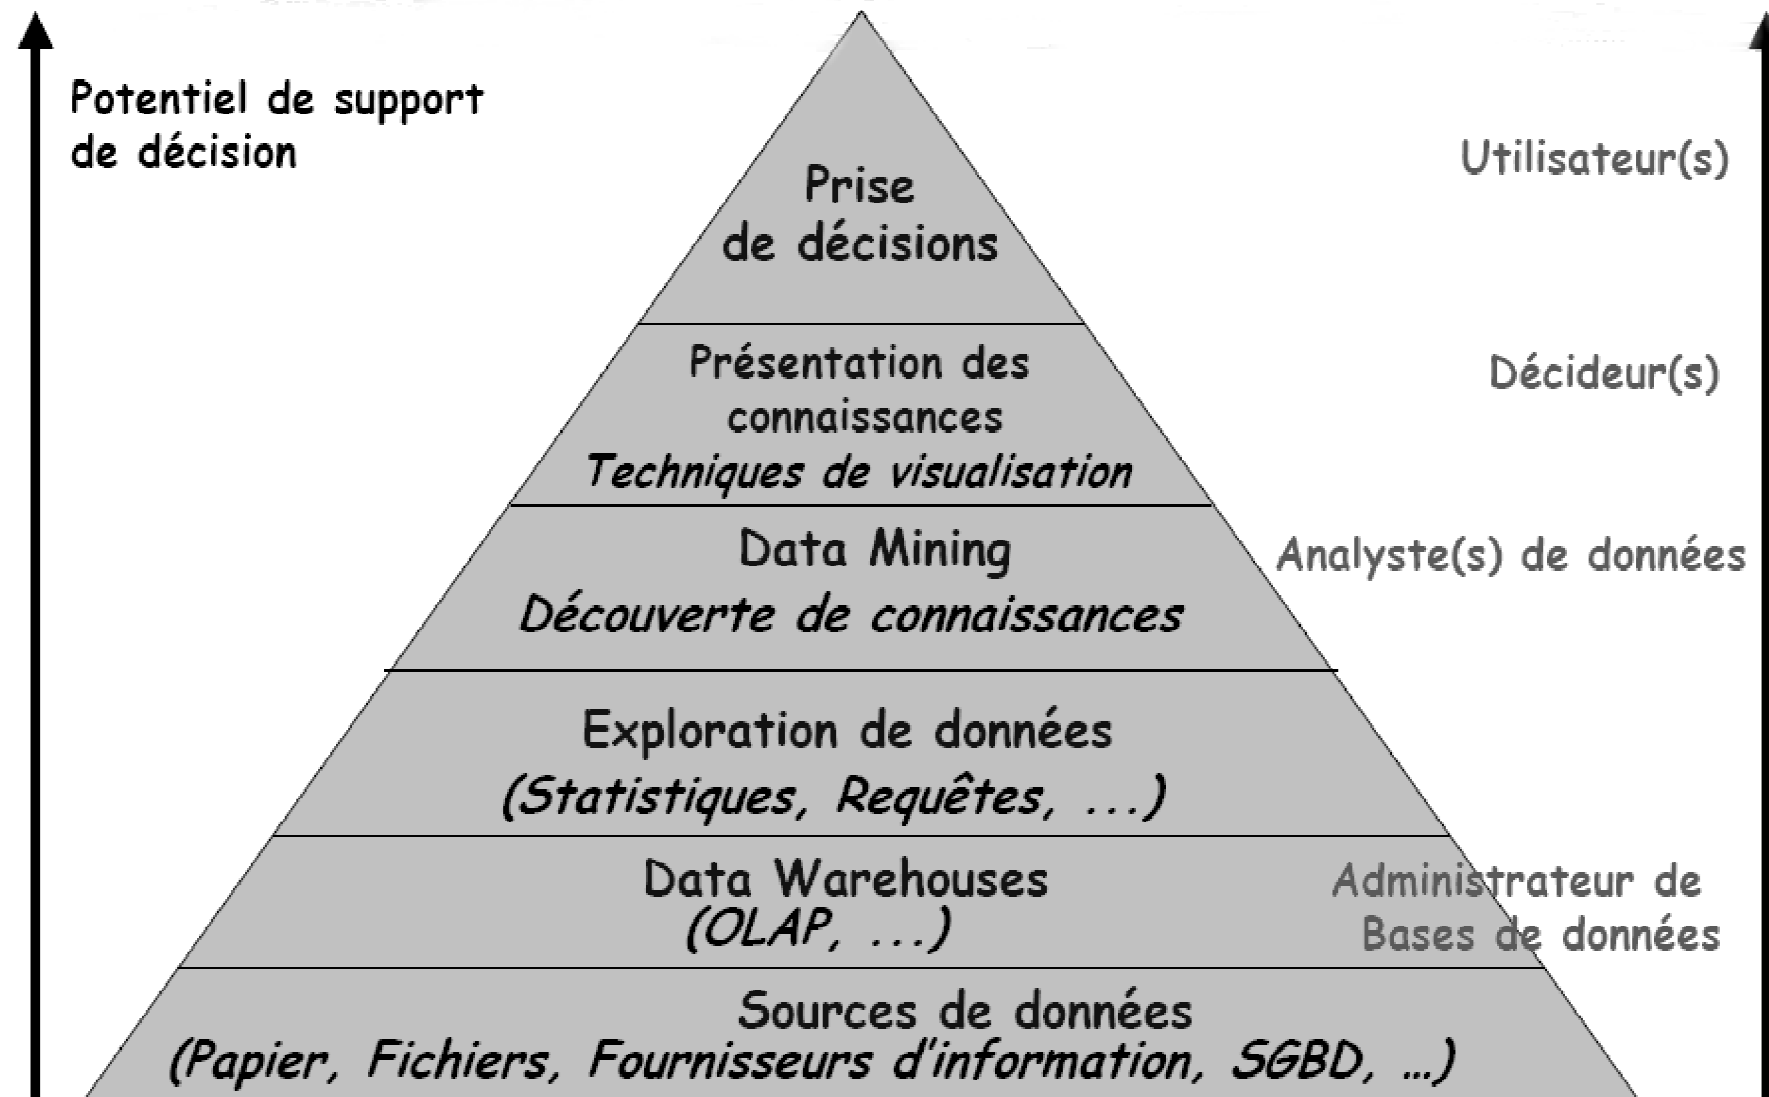 Potentiel de support
de décision
Utilisateur(s)
Prise
de décisions
Présentation des
connaissances
Techniques de visualisation
Décideur(s)
Data Mining
Découverte de connaissances
Analyste(s) de données
Exploration de données
(Statistiques, Requêtes, ...)
Data Warehouses
(OLAP, ...)
Administrateur de
Bases de données
Sources de données
(Papier, Fichiers, Fournisseurs d'information, SGBD, …)